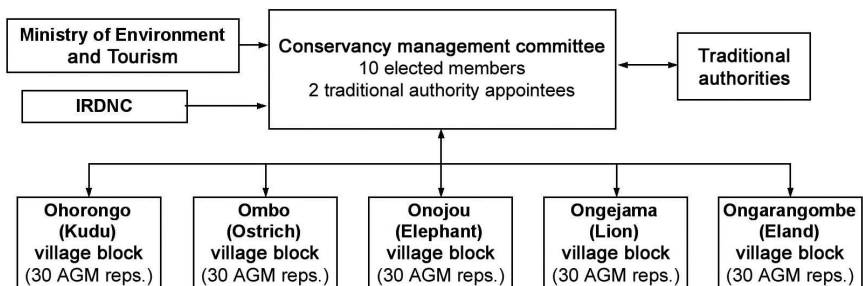 Ministry of Environment
and Tourism
Conservancy management committee
10 elected members
2 traditional authority appointees
Traditional
authorities
IRDNC
Ohorongo
(Kudu)
village block
(30 AGM reps.)
Ombo
(Ostrich)
village block
(30 AGM reps.)
Onojou
(Elephant)
village block
(30 AGM reps.)
Ongejama
(Lion)
village block
(30 AGM reps.)
Ongarangombe
(Eland)
village block
(30 AGM reps.)